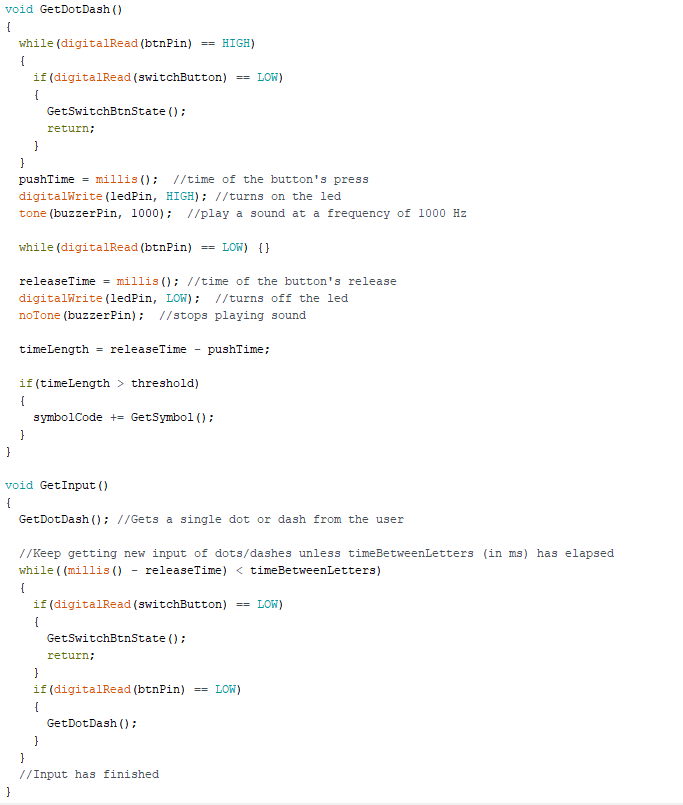 void GetDotDash()
{
  while(digitalRead(btnPin) == HIGH)
  {
    if(digitalRead(switchButton) == LOW)
    {
      GetSwitchBtnState();
      return;
    }
  }
  pushTime = millis();  //time of the button's press
  digitalWrite(ledPin, HIGH); //turns on the led
  tone(buzzerPin, 1000);  //play a sound at a frequency of 1000 Hz

  while(digitalRead(btnPin) == LOW) {}

  releaseTime = millis(); //time of the button's release
  digitalWrite(ledPin, LOW);  //turns off the led
  noTone(buzzerPin);  //stops playing sound

  timeLength = releaseTime - pushTime;

  if(timeLength > threshold)
  {
    symbolCode += GetSymbol();
  }
}

void GetInput()
{
  GetDotDash(); //Gets a single dot or dash from the user

  //Keep getting new input of dots/dashes unless timeBetweenLetters (in ms) has elapsed
  while((millis() - releaseTime) < timeBetweenLetters)
  {
    if(digitalRead(switchButton) == LOW)
    {
      GetSwitchBtnState();
      return;
    }
    if(digitalRead(btnPin) == LOW)
    {
      GetDotDash();
    }
  }
  //Input has finished
}